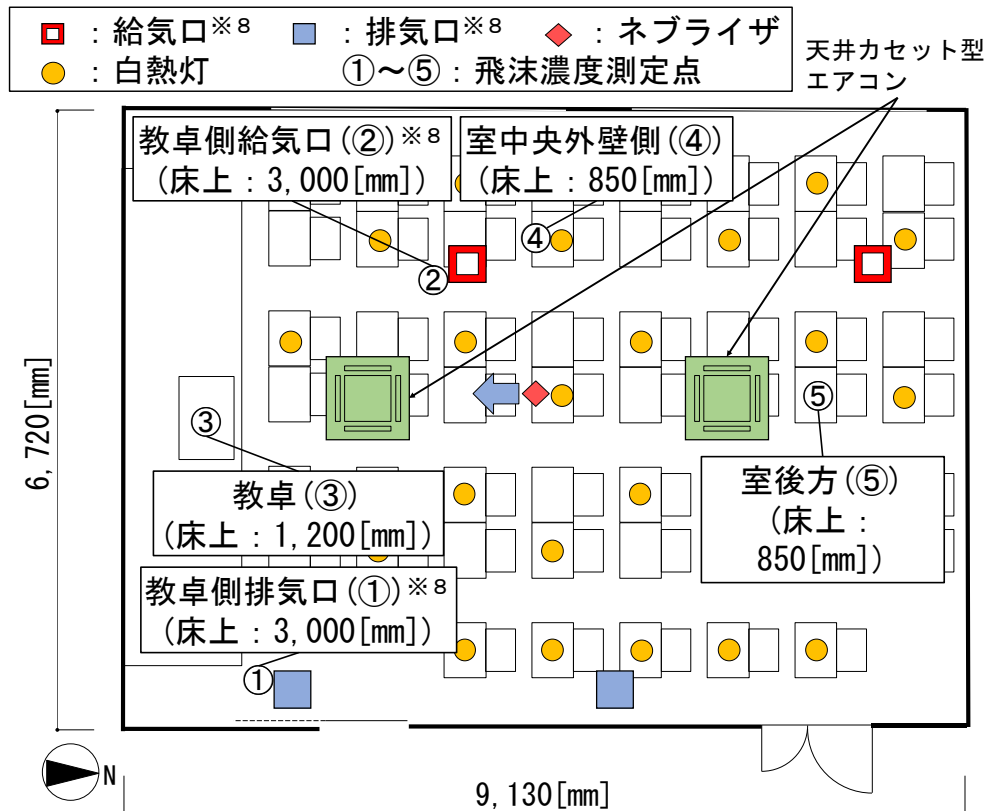 ：給気口※8 ：排気口※8 ：ネブライザ
：白熱灯 ①～⑤：飛沫濃度測定点
天井カセット型
エアコン
教卓側給気口(②)※8
(床上：3,000[mm])
室中央外壁側(④)
(床上：850[mm])
④
②
⑤
③
6,720[mm]
教卓(③)
(床上：1,200[mm])
室後方(⑤)
(床上：
850[mm])
教卓側排気口(①)※8
(床上：3,000[mm])
①
N
9,130[mm]